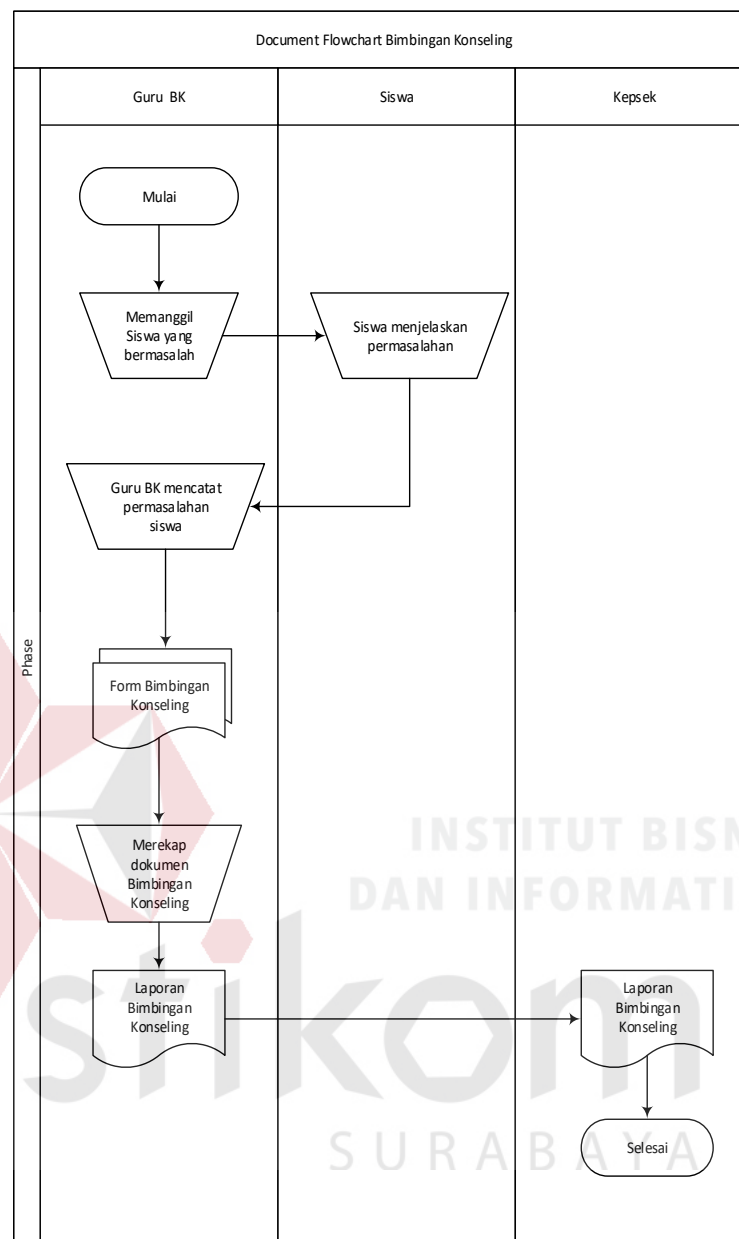 Document Flowchart Bimbingan Konseling
Guru BK
Siswa
Kepsek
Phase
Mulai
Memanggil
Siswa yang
bermasalah
Siswa menjelaskan
permasalahan
Guru BK mencatat
permasalahan
siswa
Form Bimbingan
Konseling
Merekap
dokumen
Bimbingan
Konseling
Laporan
Bimbingan
Konseling
Laporan
Bimbingan
Konseling
Selesai
INSTITUT BISN
DAN INFORMATI
stikom
SURABAYA